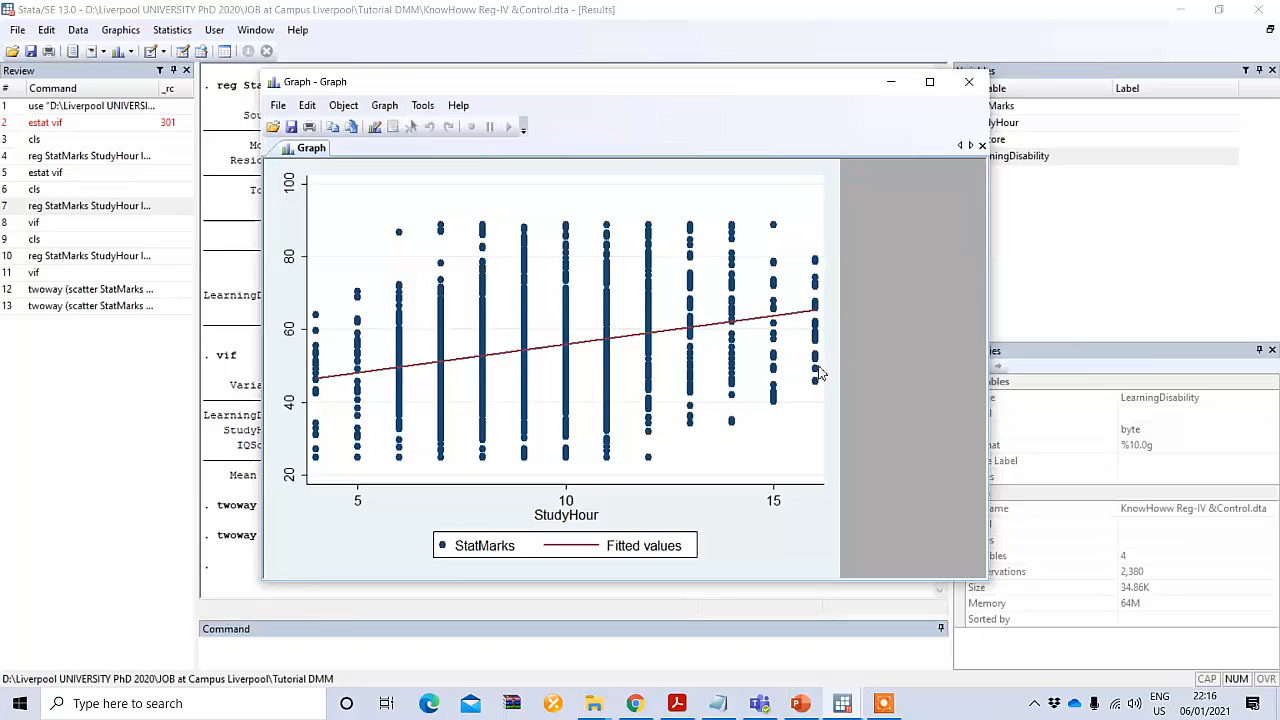 Stata/SE 13.0 - D:\Liverpool UNIVERSITY PhD 2020\JOB at Campus Liverpool\Tutorial DMM\KnowHoww Reg-IV &Control.dta - [Results]
File Edit Data Graphics Statistics User Window Help
Review
# Command _rc
1 use "D:\Liverpool UNIVERSI...
2 estat vif 301
3 cls
4 reg StatMarks StudyHour I...
5 estat vif
6 cls
7 reg StatMarks StudyHour I...
8 vif
9 cls
10 reg StatMarks StudyHour I...
11 vif
12 twoway (scatter StatMarks ...
13 twoway (scatter StatMarks ...
. reg Sta
Sou
Mo
Resid
To
LearningD
. vif
Varia
LearningD
StudyH
IQSc
Mean
. twoway
. twoway
.
Graph - Graph
File Edit Object Graph Tools Help
Graph
100
80
60
40
20
5 10 15
StudyHour
StatMarks Fitted values
Label
LearningDisability
byte
%10.0g
KnowHoww Reg-IV &Control.dta
4
2,380
Size 34.86K
Memory 64M
Sorted by
Command
D:\Liverpool UNIVERSITY PhD 2020\JOB at Campus Liverpool\Tutorial DMM
CAP NUM OVR
Type here to search
ENG
US
22:16
06/01/2021